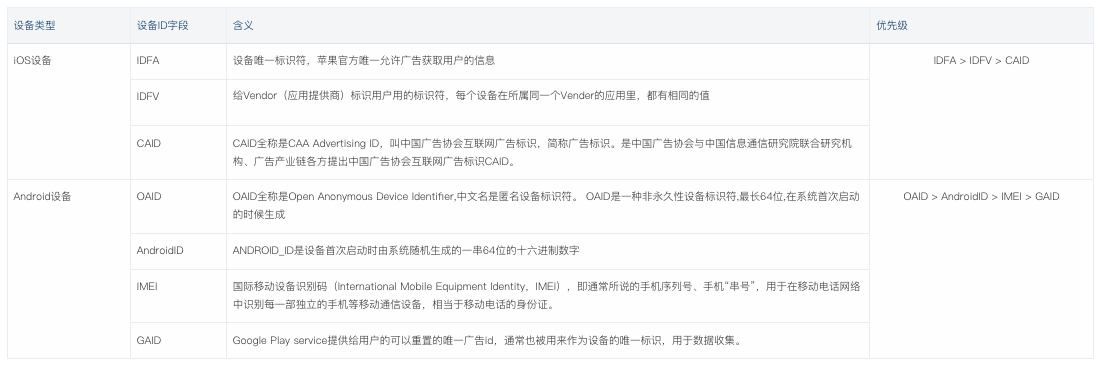 设备类型
设备ID字段
含义
优先级
iOS设备
IDFA
设备唯一标识符，苹果官方唯一允许广告获取用户的信息
IDFA > IDFV > CAID
IDFV
给Vendor（应用提供商）标识用户用的标识符，每个设备在所属同一个Vender的应用里，都有相同的值
CAID
CAID全称是CAA Advertising ID，叫中国广告协会互联网广告标识，简称广告标识。是中国广告协会与中国信息通信研究院联合研究机
构、广告产业链各方提出中国广告协会互联网广告标识CAID。
Android设备
OAID
OAID全称是Open Anonymous Device Identifier,中文名是匿名设备标识符。 OAID是一种非永久性设备标识符,最长64位,在系统首次启动
的时候生成
OAID > AndroidID > IMEI > GAID
AndroidID
ANDROID_ID是设备首次启动时由系统随机生成的一串64位的十六进制数字
IMEI
国际移动设备识别码（International Mobile Equipment Identity，IMEI），即通常所说的手机序列号、手机“串号”，用于在移动电话网络
中识别每一部独立的手机等移动通信设备，相当于移动电话的身份证。
GAID
Google Play service提供给用户的可以重置的唯一广告id，通常也被用来作为设备的唯一标识，用于数据收集。